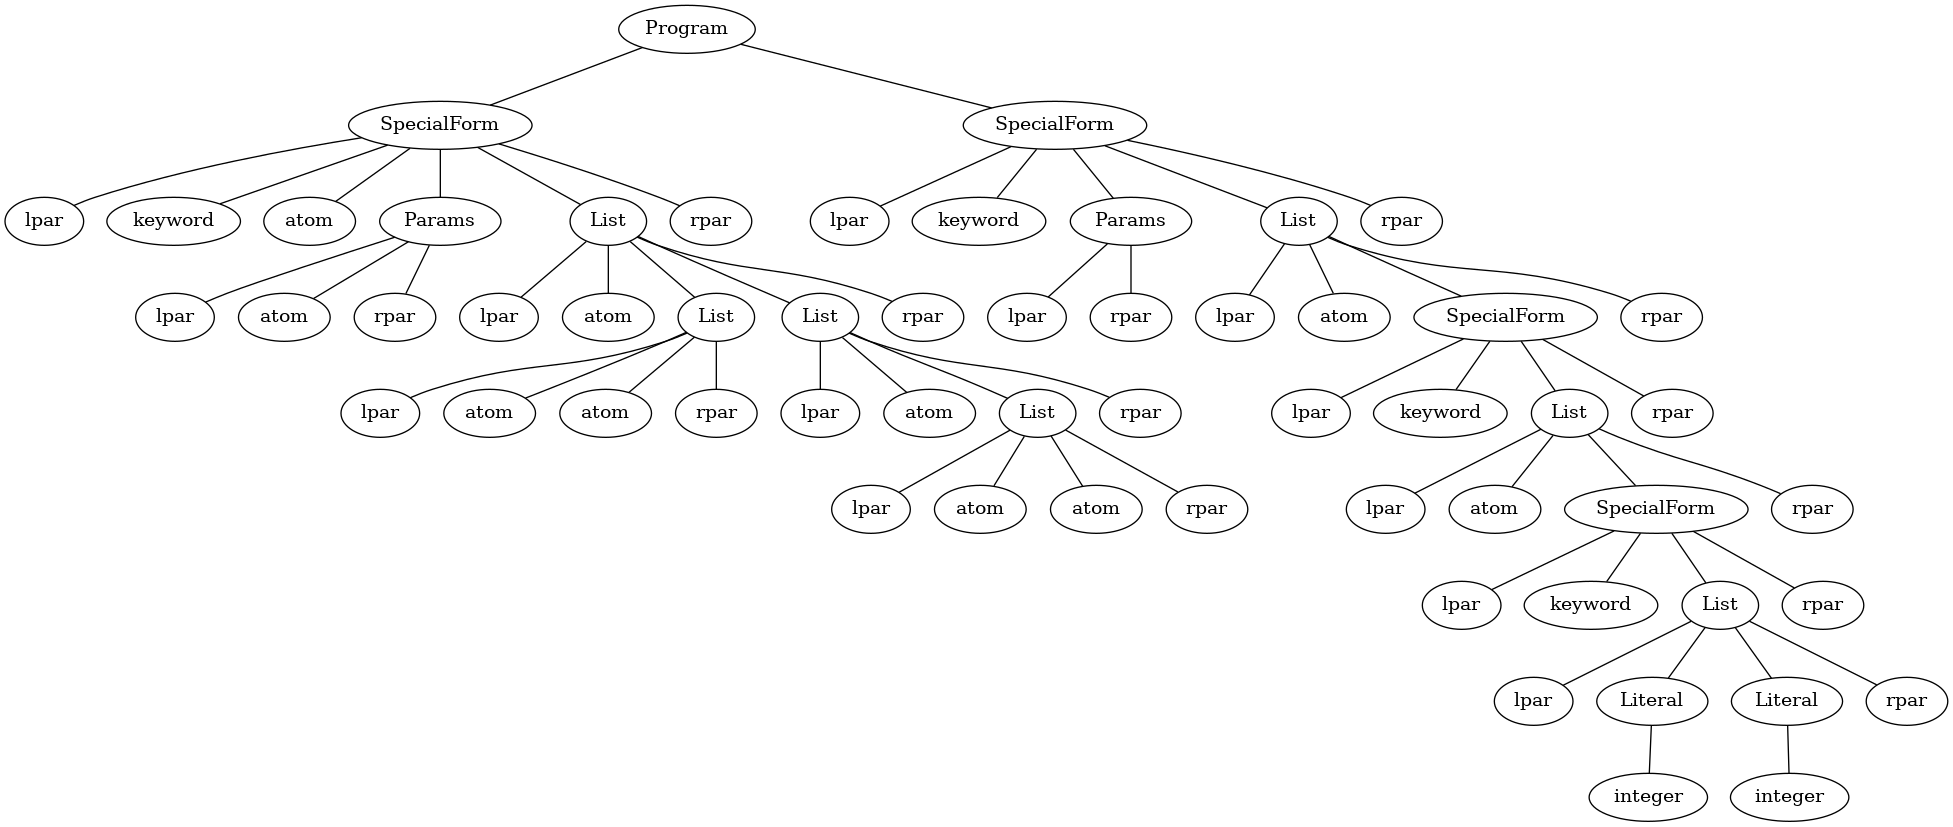 Program
SpecialForm SpecialForm
lpar keyword atom Params List rpar lpar keyword Params List rpar
lpar atom rpar lpar atom List List rpar lpar rpar lpar atom SpecialForm rpar
lpar atom atom rpar lpar atom List rpar lpar keyword List rpar
lpar atom atom rpar lpar atom SpecialForm rpar
lpar keyword List rpar
lpar Literal Literal rpar
integer integer